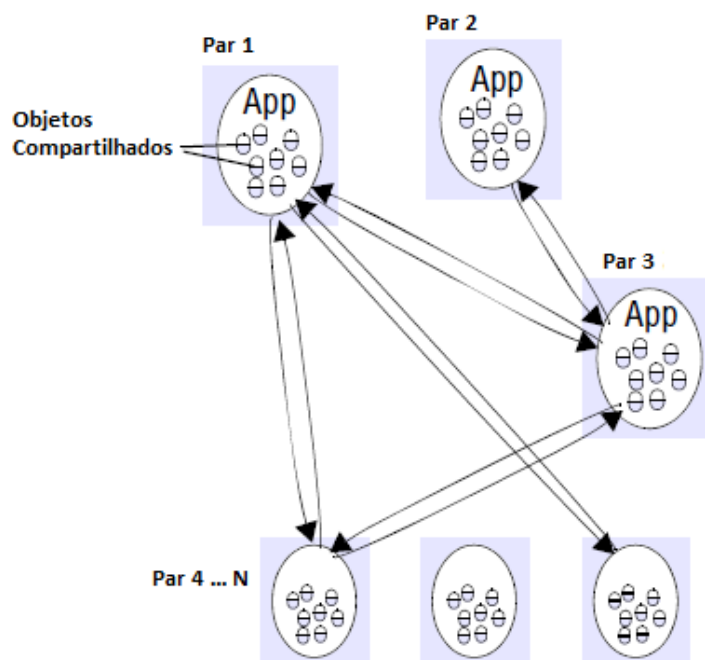 Par 1
Par 2
App
App
Objetos
Compartilhados
Par 3
App
Par 4 ... N